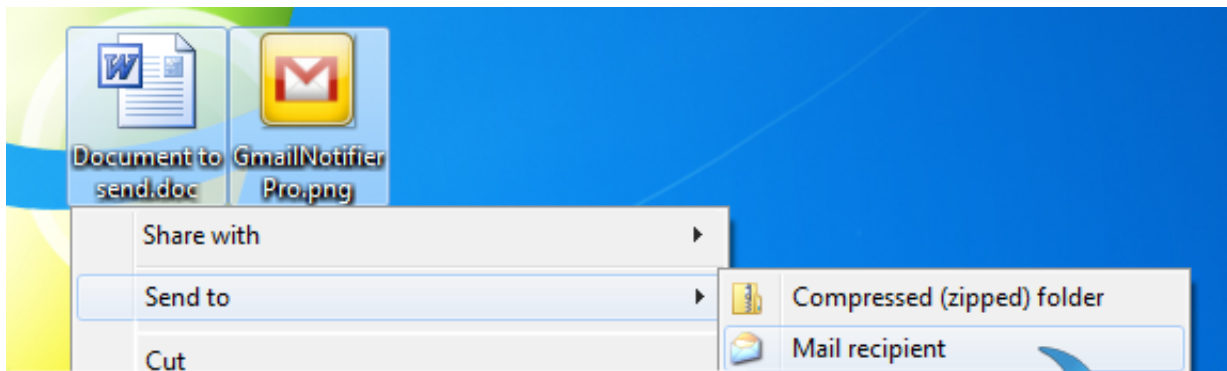 Document to
send.doc
GmailNotifier
Pro.png
Share with
Send to
Cut
Compressed (zipped) folder
Mail recipient